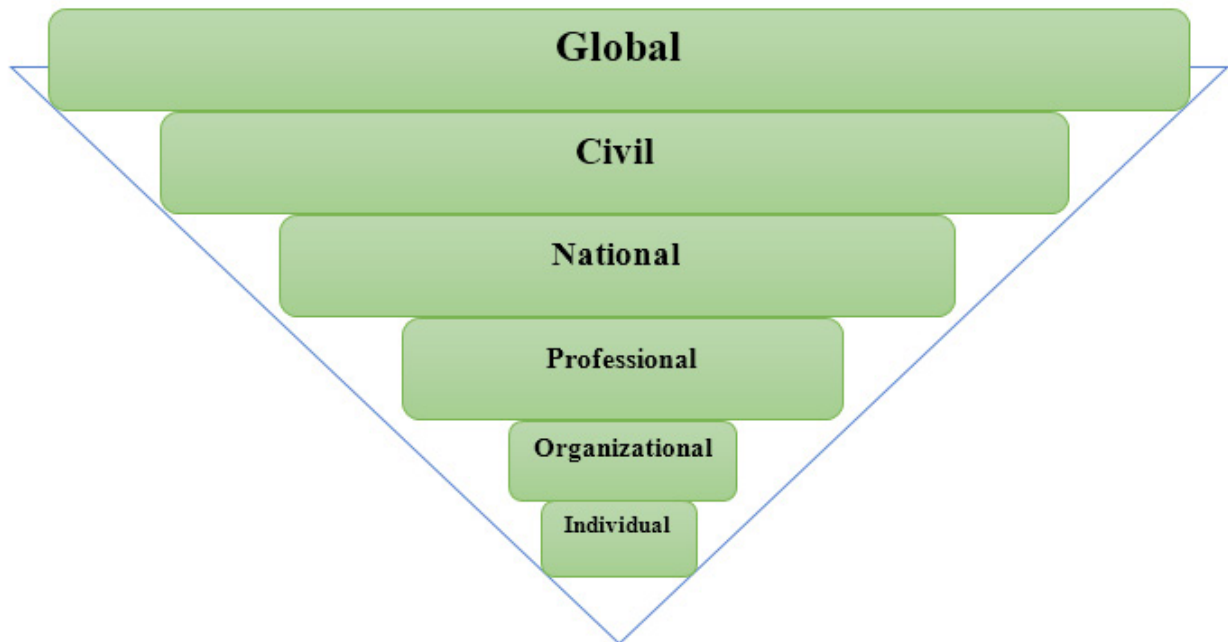 Global
Civil
National
Professional
Organizational
Individual